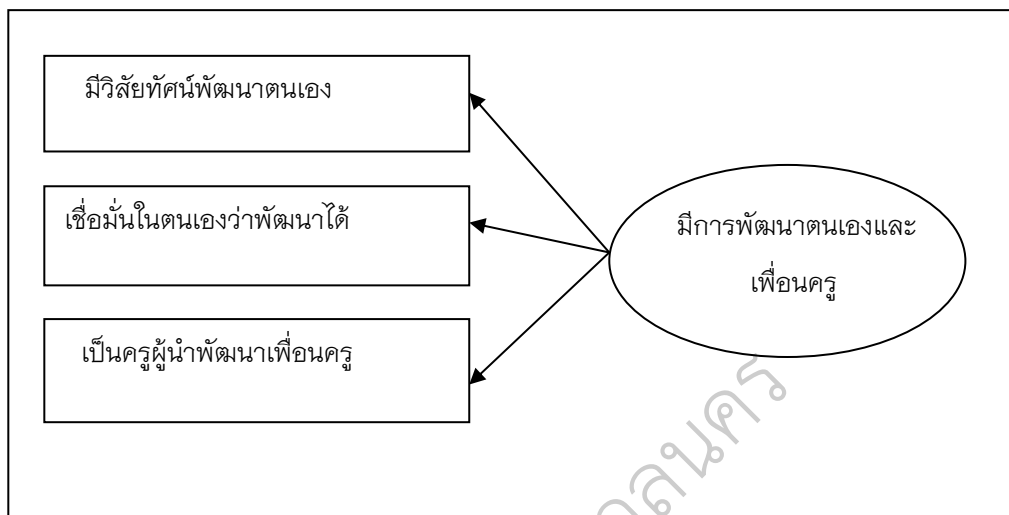 มีวิสัยทัศน์พัฒนาตนเอง
เชื่อมั่นในตนเองว่าพัฒนาได้
มีการพัฒนาตนเองและ
เพื่อนครู
เป็นครูผู้นำพัฒนาเพื่อนครู